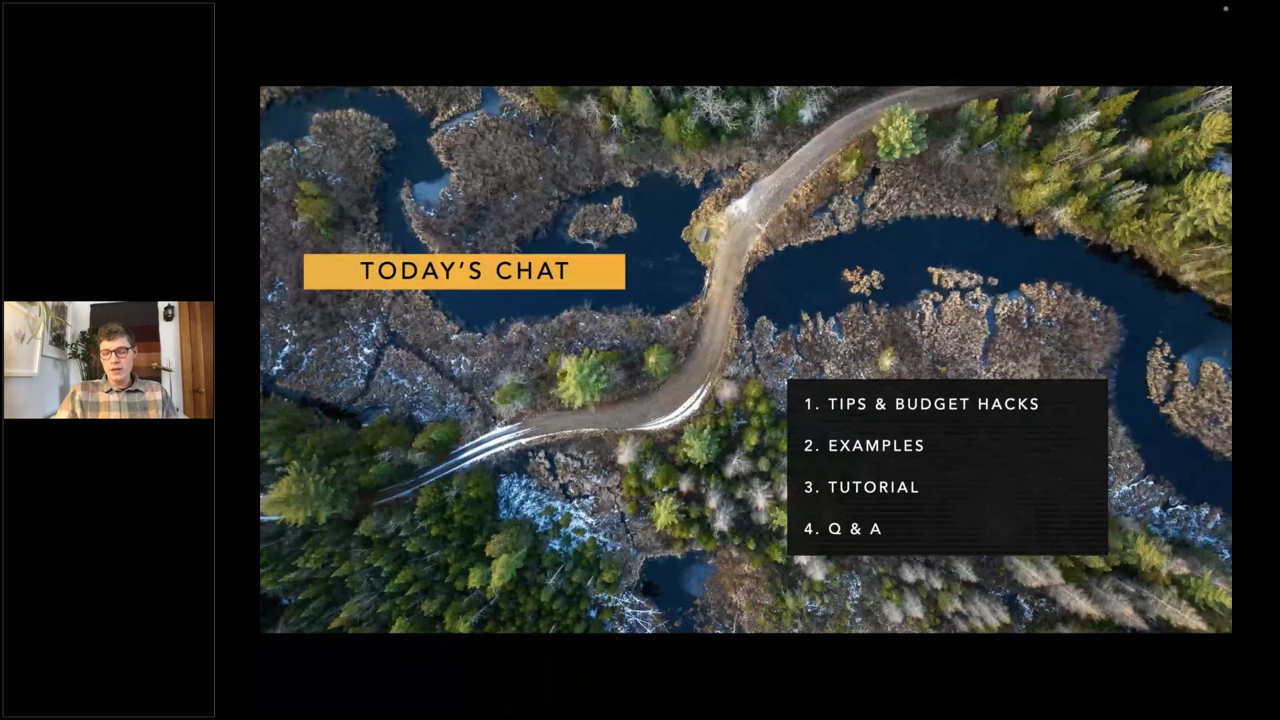 TODAY'S CHAT
1. TIPS & BUDGET HACKS
2. EXAMPLES
3. TUTORIAL
4. Q & A